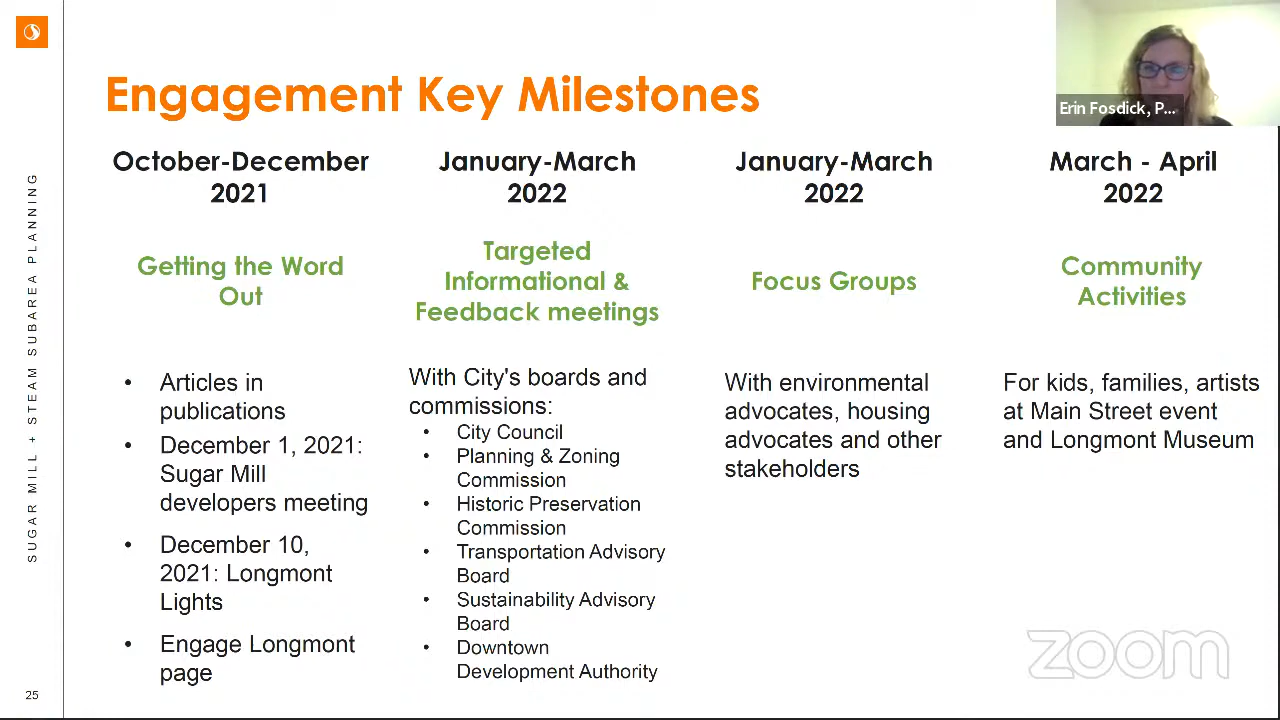 Engagement Key Milestones
Erin Fosdick, P...
October-December
2021
Getting the Word
Out
• Articles in
publications
• December 1, 2021:
Sugar Mill
developers meeting
• December 10,
2021: Longmont
Lights
• Engage Longmont
page
January-March
2022
Targeted
Informational &
Feedback meetings
With City's boards and
commissions:
• City Council
• Planning & Zoning
Commission
• Historic Preservation
Commission
• Transportation Advisory
Board
• Sustainability Advisory
Board
• Downtown
Development Authority
January-March
2022
Focus Groups
With environmental
advocates, housing
advocates and other
stakeholders
March - April
2022
Community
Activities
For kids, families, artists
at Main Street event
and Longmont Museum
SUGAR MILL + STEAM SUBAREA PLANNING
25
zoom